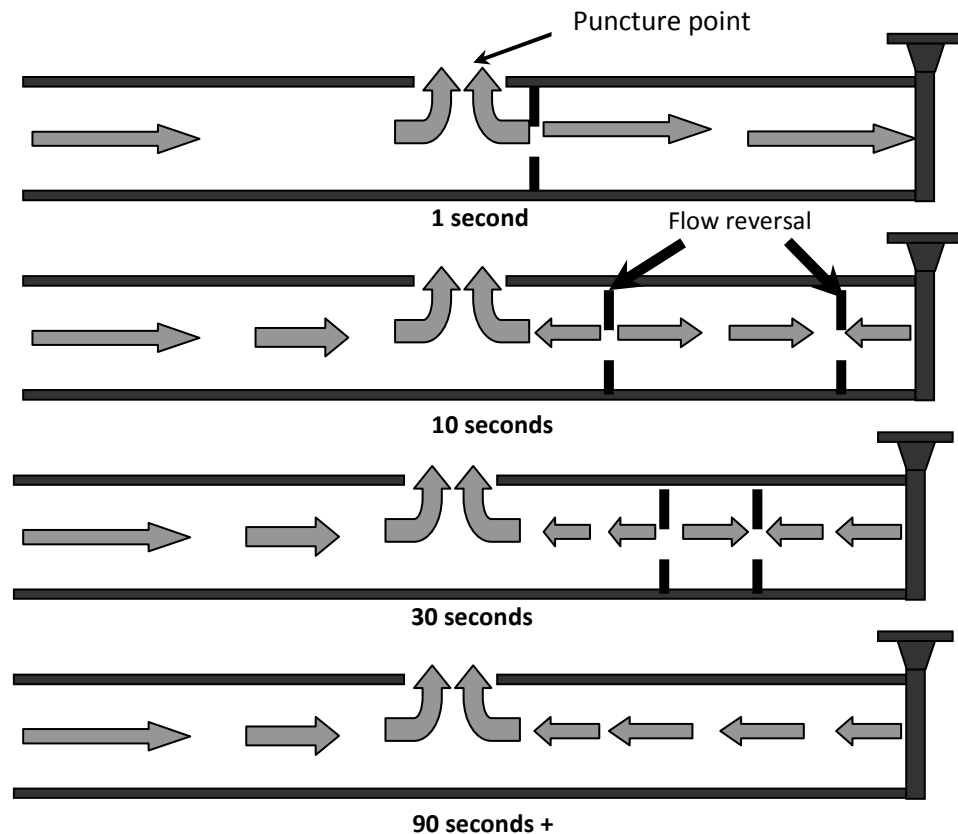 Puncture point
1 second
Flow reversal
10 seconds
30 seconds
90 seconds +